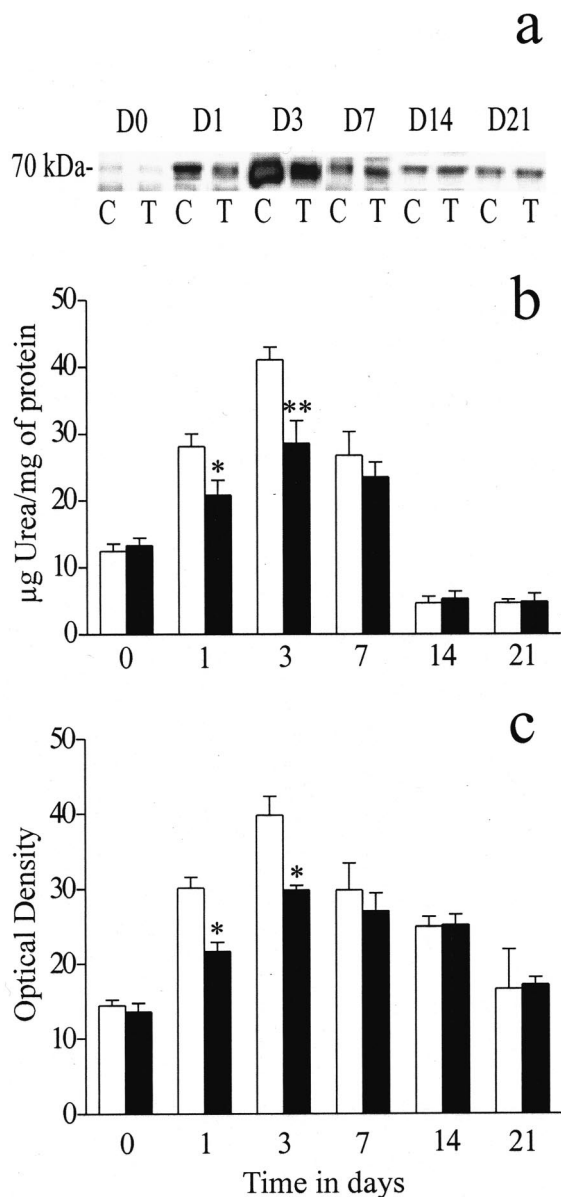 a
D0 D1 D3 D7 D14 D21
70 kDa-
C T C T C T C T C T C T
b
µg Urea/mg of protein
50
40
30
20
10
0
*
**
0 1 3 7 14 21
c
Optical Density
50
40
30
20
10
0
*
*
0 1 3 7 14 21
Time in days